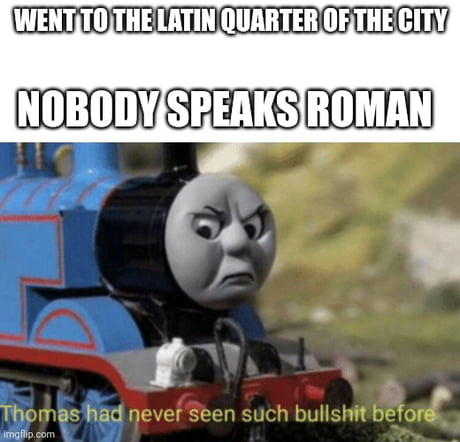 WENT TO THE LATIN QUARTER OF THE CITY
NOBODY SPEAKS ROMAN
Thomas had never seen such bullshit before
imgflip.com